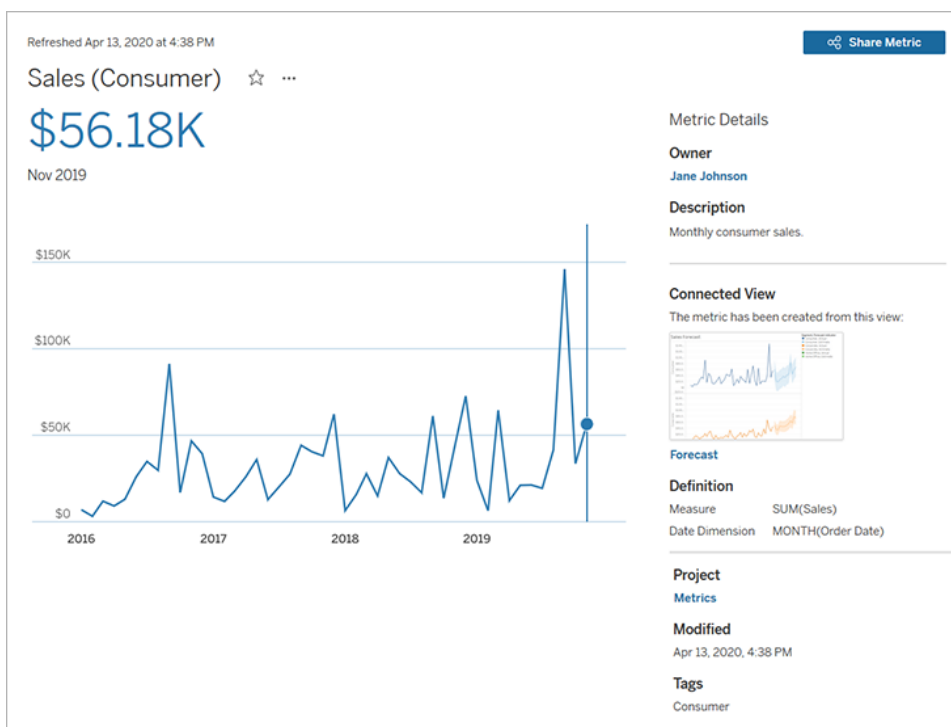 Refreshed Apr 13, 2020 at 4:38 PM
Share Metric
Sales (Consumer)
$56.18K
Nov 2019
$150K
$100K
$50K
$0
2016
2017
2018
2019
Metric Details
Owner
Jane Johnson
Description
Monthly consumer sales.
Connected View
The metric has been created from this view:
Sales Forecast
Forecast
Definition
Measure SUM(Sales)
Date Dimension MONTH(Order Date)
Project
Metrics
Modified
Apr 13, 2020, 4:38 PM
Tags
Consumer